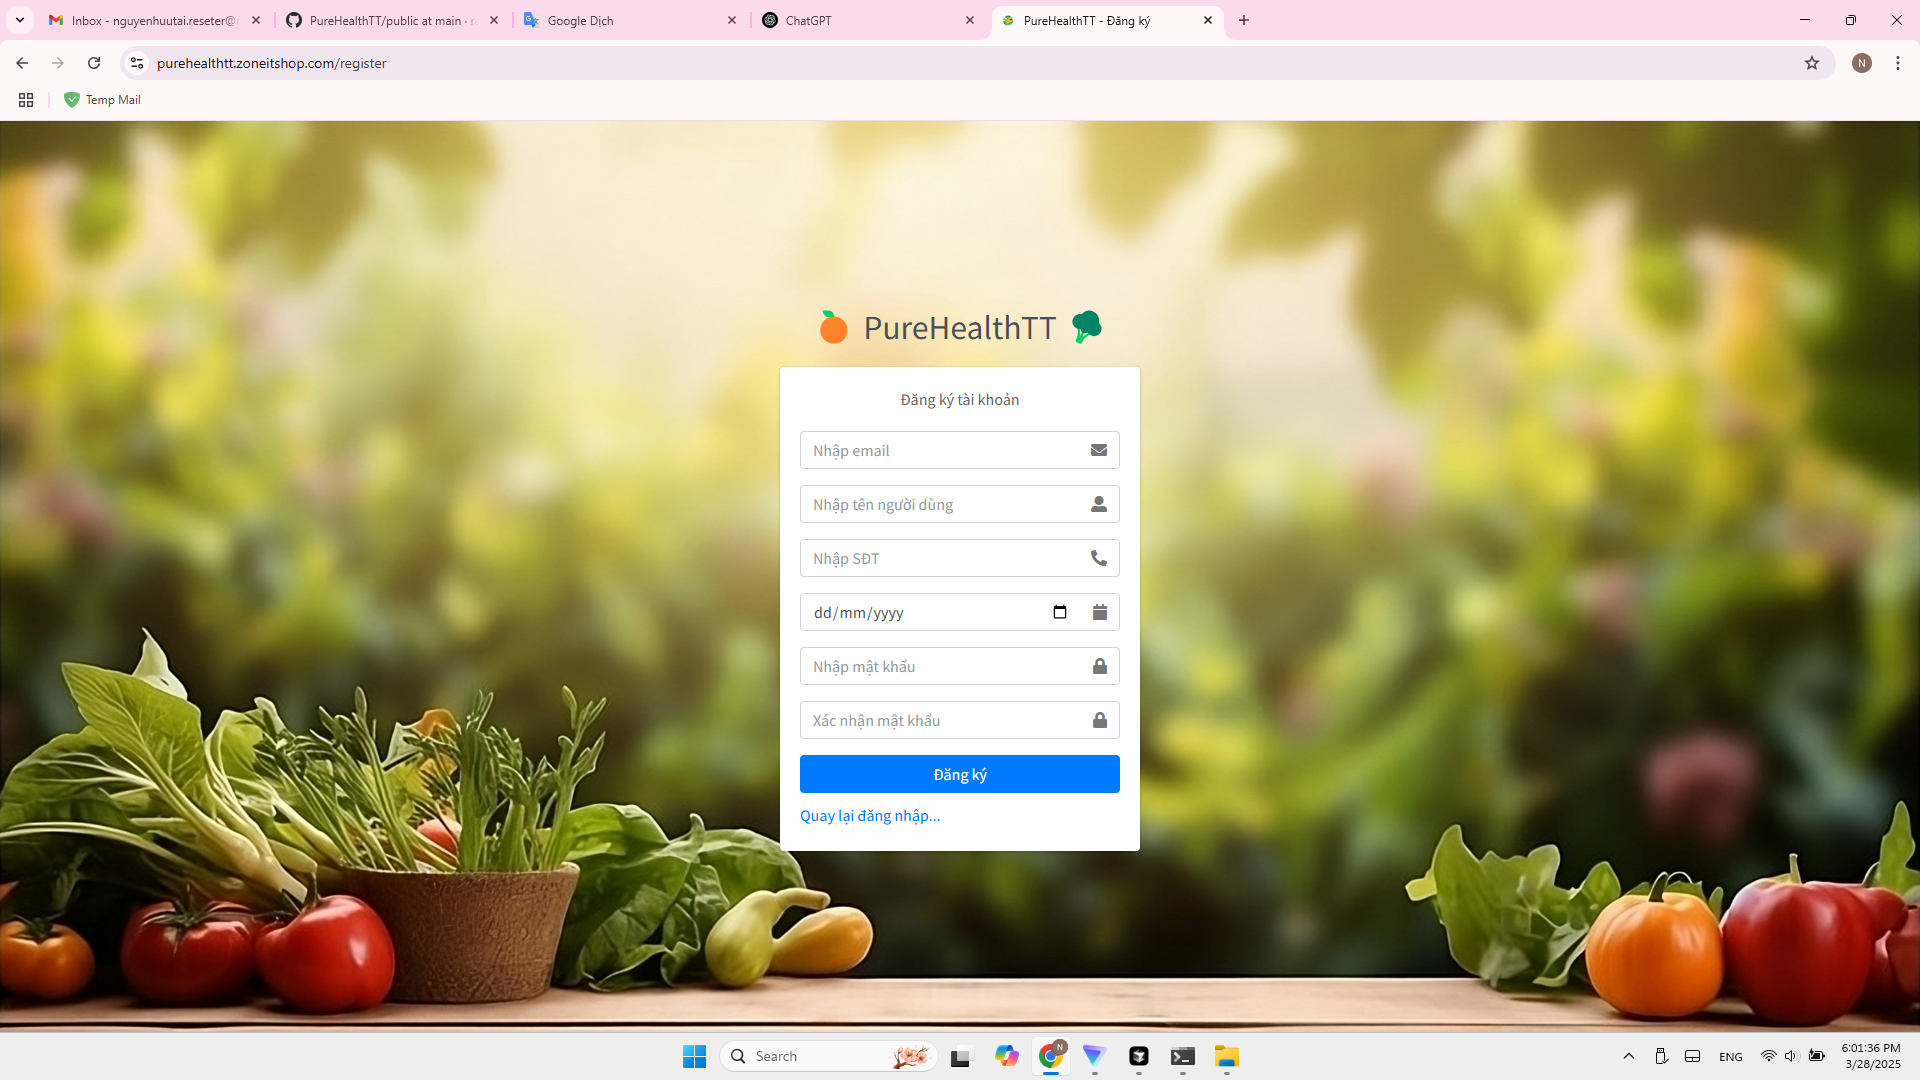 Inbox - nguyenhuutai.reseter@
PureHealthTT/public at main · r
Google Dịch
ChatGPT
PureHealthTT - Đăng ký
purehealthtt.zoneitshop.com/register
N
Temp Mail
PureHealthTT
Đăng ký tài khoản
Nhập email
Nhập tên người dùng
Nhập SĐT
dd/mm/yyyy
Nhập mật khẩu
Xác nhận mật khẩu
Đăng ký
Quay lại đăng nhập...
Search
N
ENG
6:01:36 PM
3/28/2025